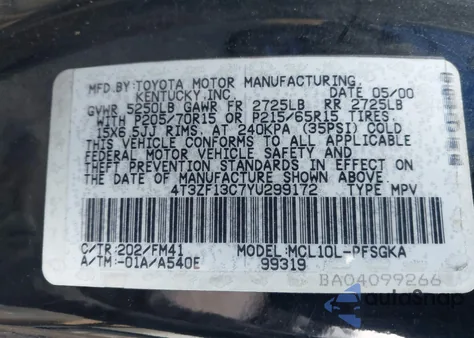 MFD.BY:TOYOTA MOTOR MANUFACTURING,
KENTUCKY,INC. DATE 05/00
GVWR 5250LB GAWR FR 2725LB RR 2725LB
WITH P205/70R15 P215/65R15 TIRES,
15X6.5JJ RIMS, AT 240KPA (35PSI) COLD
THIS VEHICLE CONFORMS TO ALL APPLICABLE
FEDERAL MOTOR VEHICLE SAFETY AND
THEFT PREVENTION STANDARDS IN EFFECT ON
THE DATE OF MANUFACTURE SHOWN ABOVE.
4T3ZF13C7YU299172 TYPE MPV
C/TR:202/FM41 MODEL:MCL10L-PFSGKA
A/TM:-01A/A540E 99319
BA04099266
AutoSnap